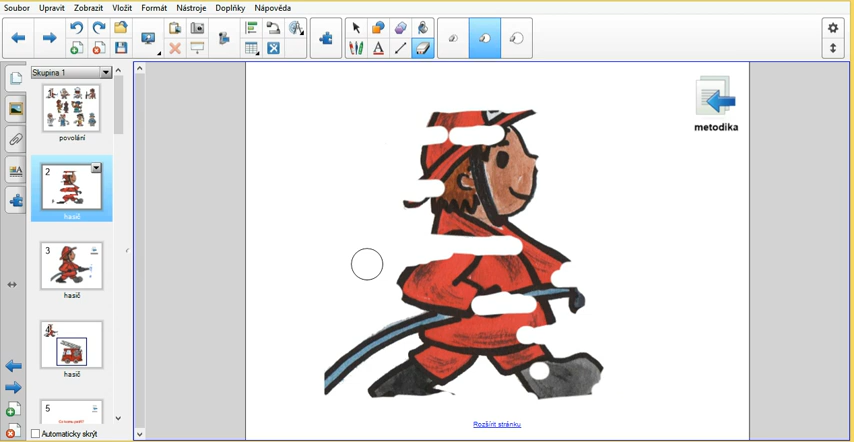 Soubor Upravit Zobrazit Vložit Formát Nástroje Doplňky Nápověda
Skupina 1
1
povolání
2
hasič
3
hasič
4
hasič
5
Automaticky skrýt
metodika
Rozšířit stránku